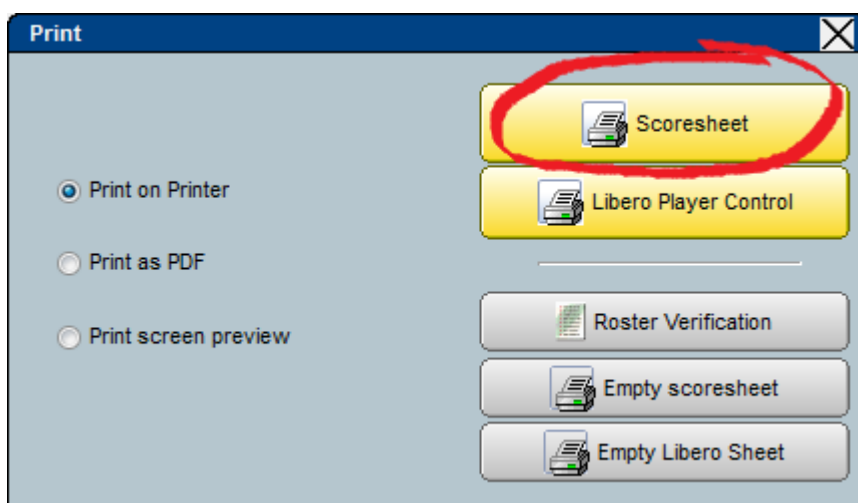 Print
Scoresheet
Print on Printer
Libero Player Control
Print as PDF
Roster Verification
Print screen preview
Empty scoresheet
Empty Libero Sheet